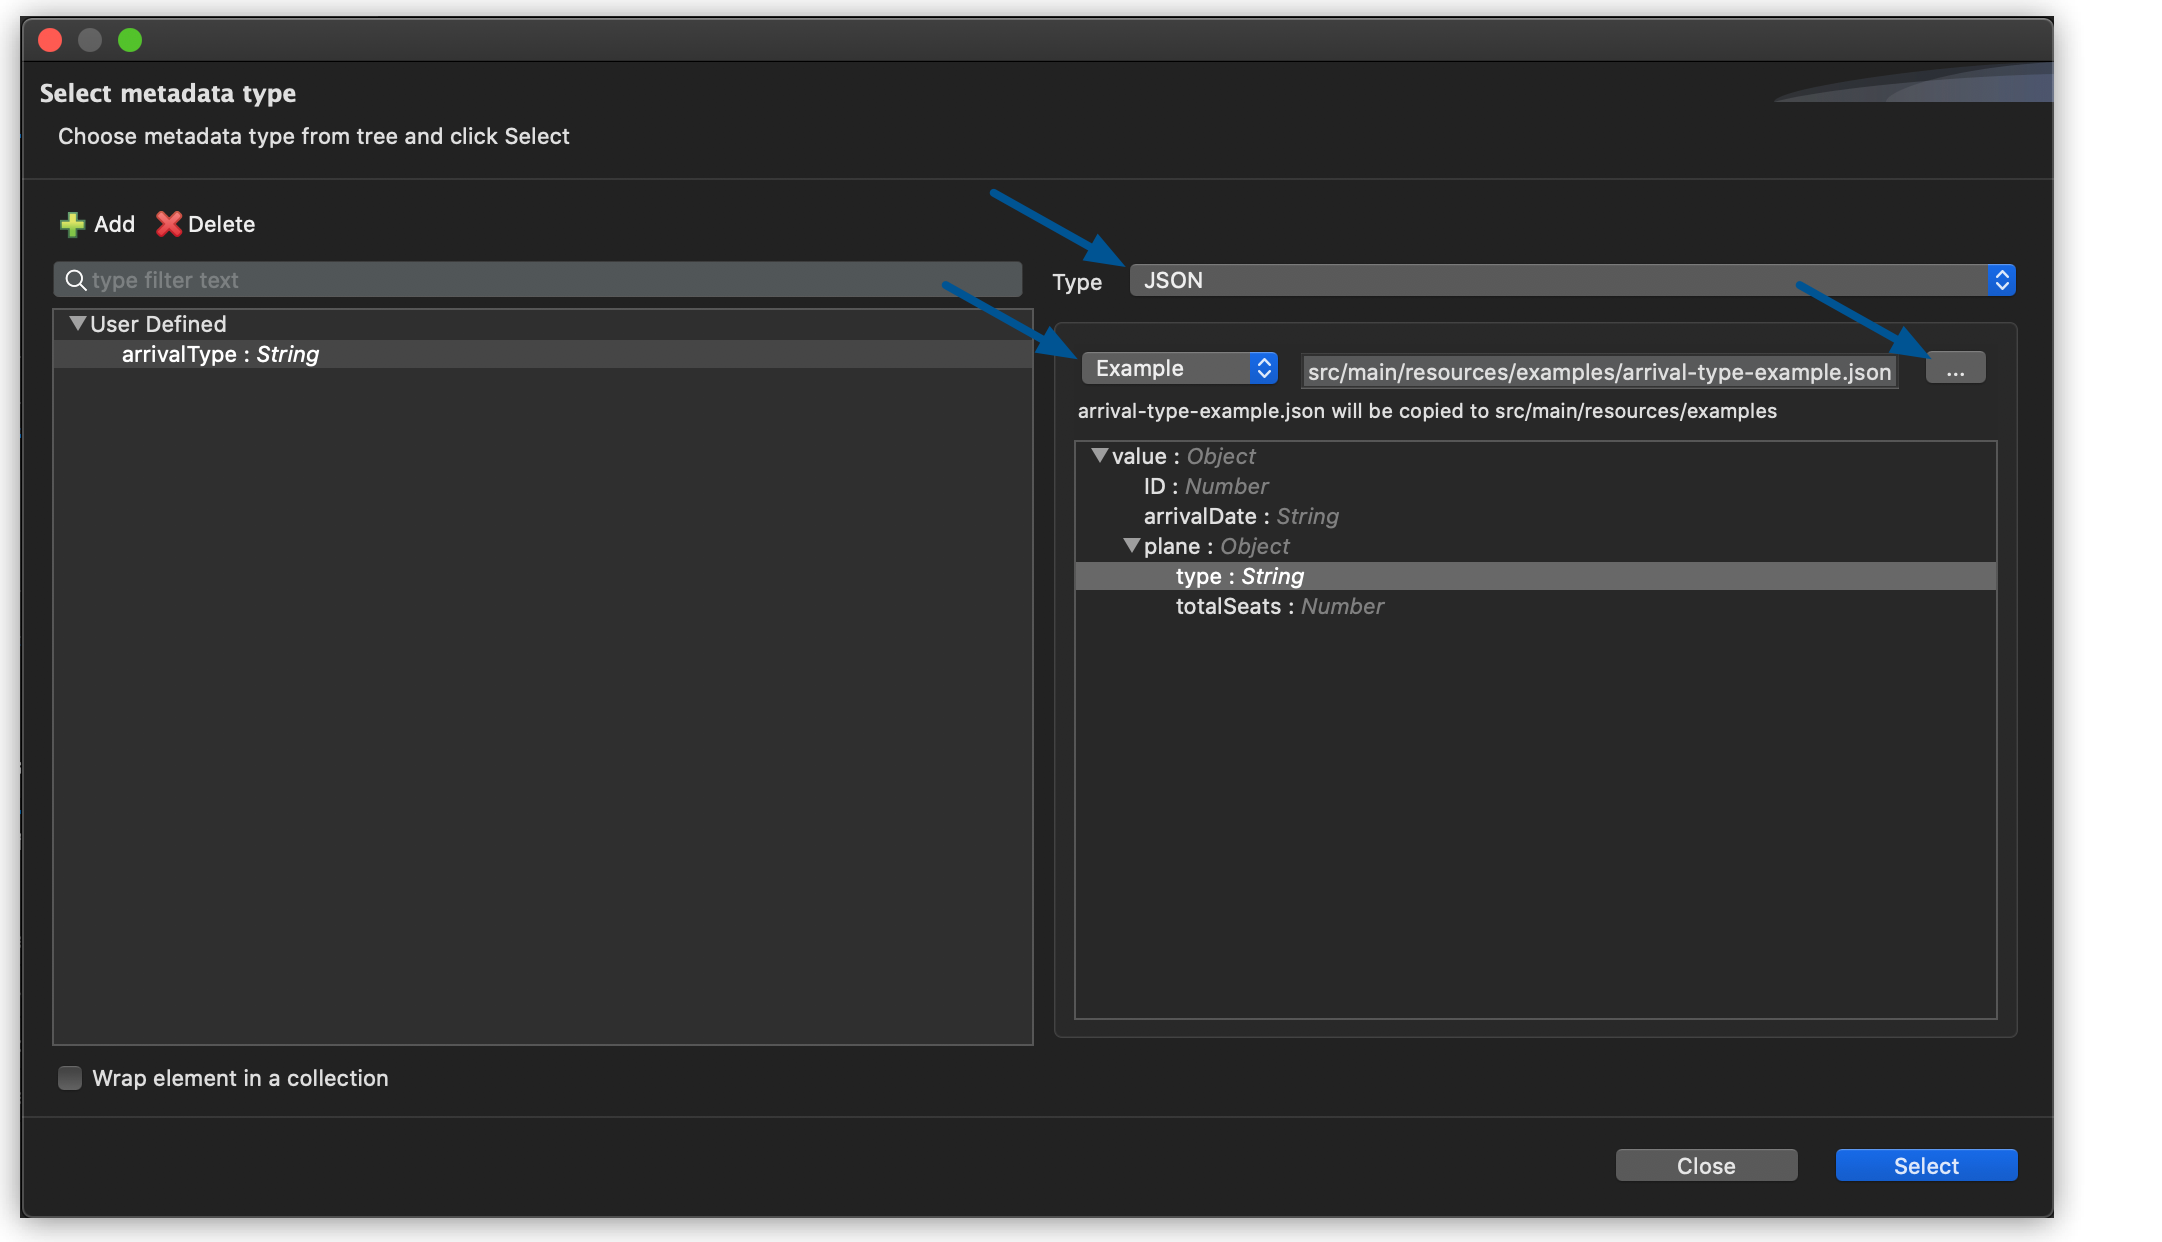 Select metadata type
Choose metadata type from tree and click Select
Add Delete
type filter text
User Defined
arrivalType : String
Type JSON
Example src/main/resources/examples/arrival-type-example.json ...
arrival-type-example.json will be copied to src/main/resources/examples
value : Object
ID : Number
arrivalDate : String
plane : Object
type : String
totalSeats : Number
Wrap element in a collection
Close Select